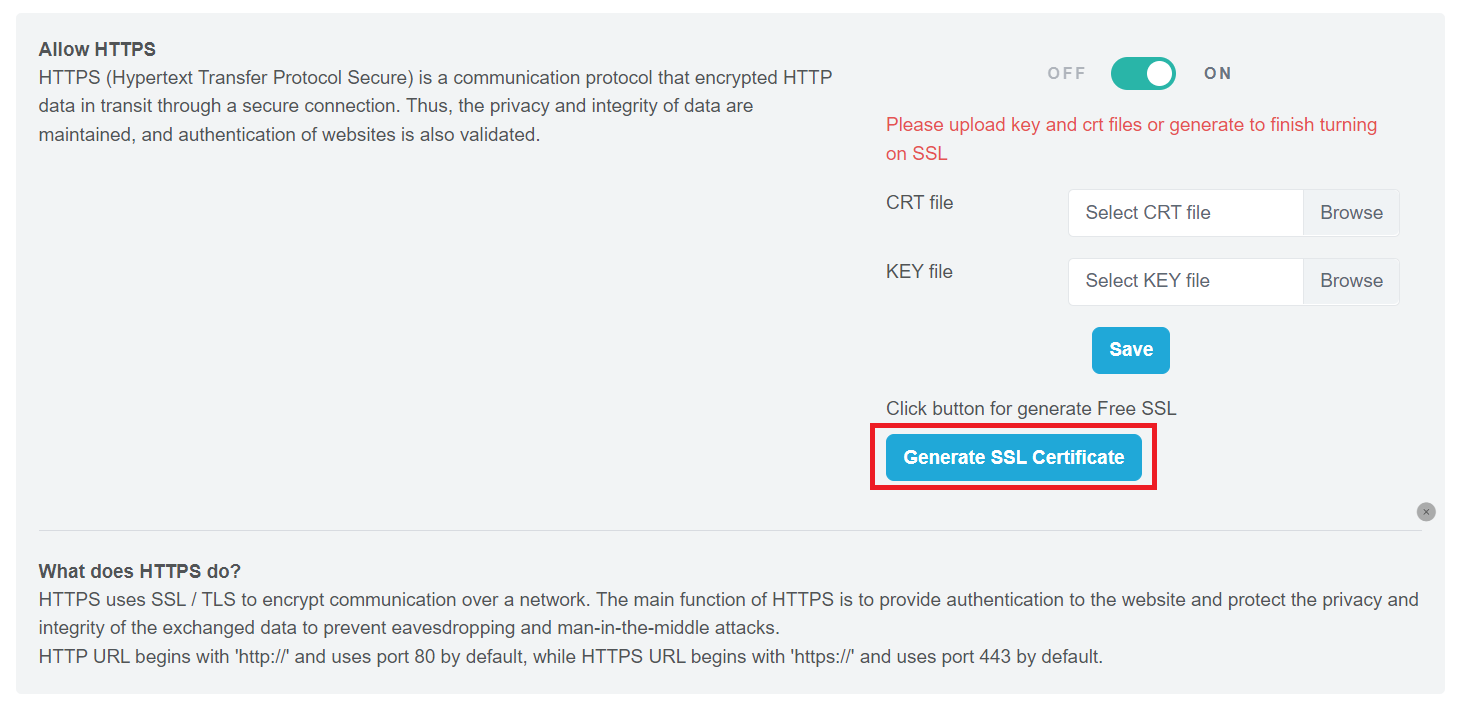 Allow HTTPS
HTTPS (Hypertext Transfer Protocol Secure) is a communication protocol that encrypted HTTP
data in transit through a secure connection. Thus, the privacy and integrity of data are
maintained, and authentication of websites is also validated.
OFF ON
Please upload key and crt files or generate to finish turning
on SSL
CRT file Select CRT file Browse
KEY file Select KEY file Browse
Save
Click button for generate Free SSL
Generate SSL Certificate
×
What does HTTPS do?
HTTPS uses SSL / TLS to encrypt communication over a network. The main function of HTTPS is to provide authentication to the website and protect the privacy and
integrity of the exchanged data to prevent eavesdropping and man-in-the-middle attacks.
HTTP URL begins with 'http://' and uses port 80 by default, while HTTPS URL begins with 'https://' and uses port 443 by default.